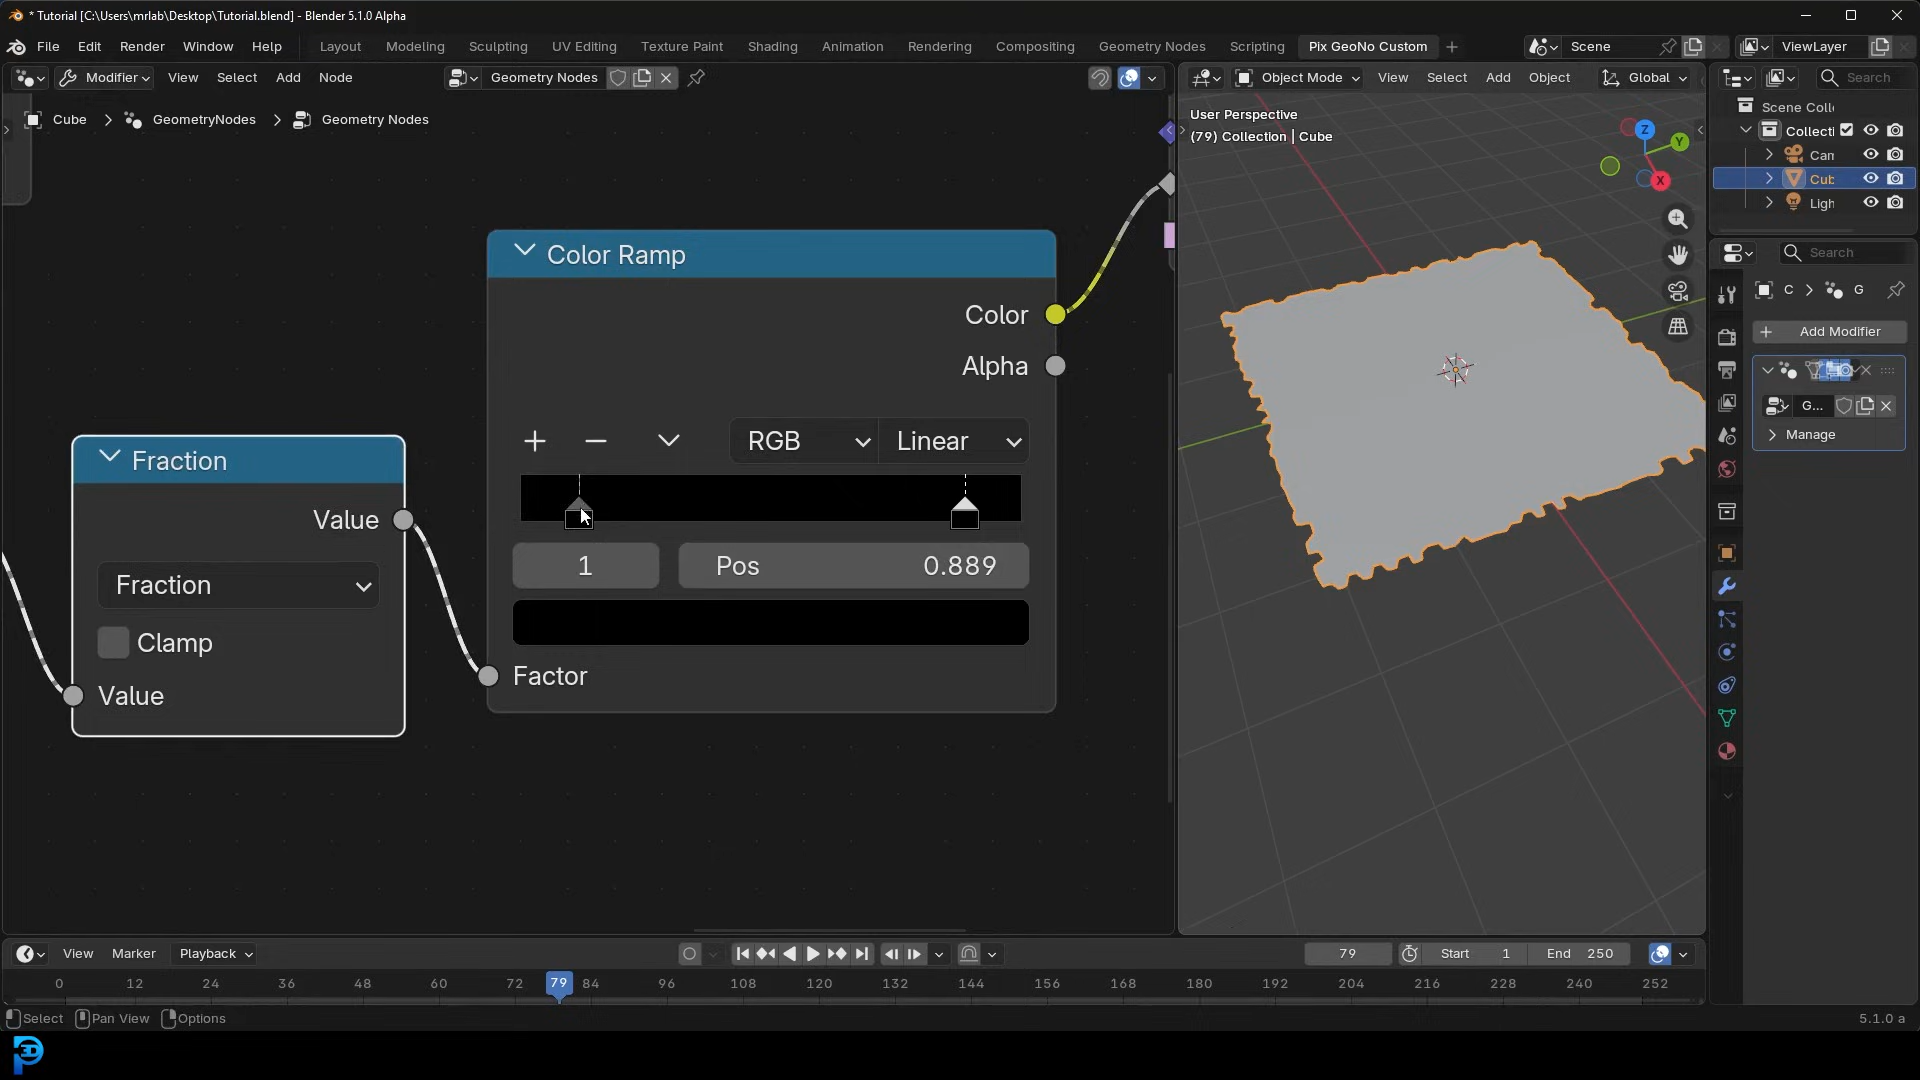 * Tutorial [C:\Users\mrlab\Desktop\Tutorial.blend] - Blender 5.1.0 Alpha
File Edit Render Window Help Layout Modeling Sculpting UV Editing Texture Paint Shading Animation Rendering Compositing Geometry Nodes Scripting Pix GeoNo Custom Scene ViewLayer
Modifier View Select Add Node Geometry Nodes Object Mode View Select Add Object Global Search
Cube > GeometryNodes > Geometry Nodes
User Perspective
(79) Collection | Cube
Z
Y
X
Scene Colle
Collecti
Can
Cub
Ligh
Search
C > G
Add Modifier
G...
Manage
Color Ramp
Color
Alpha
RGB Linear
1 Pos 0.889
Factor
Fraction
Value
Fraction
Clamp
Value
View Marker Playback 79 Start 1 End 250
0 12 24 36 48 60 72 79 84 96 108 120 132 144 156 168 180 192 204 216 228 240 252
Select Pan View Options 5.1.0 a